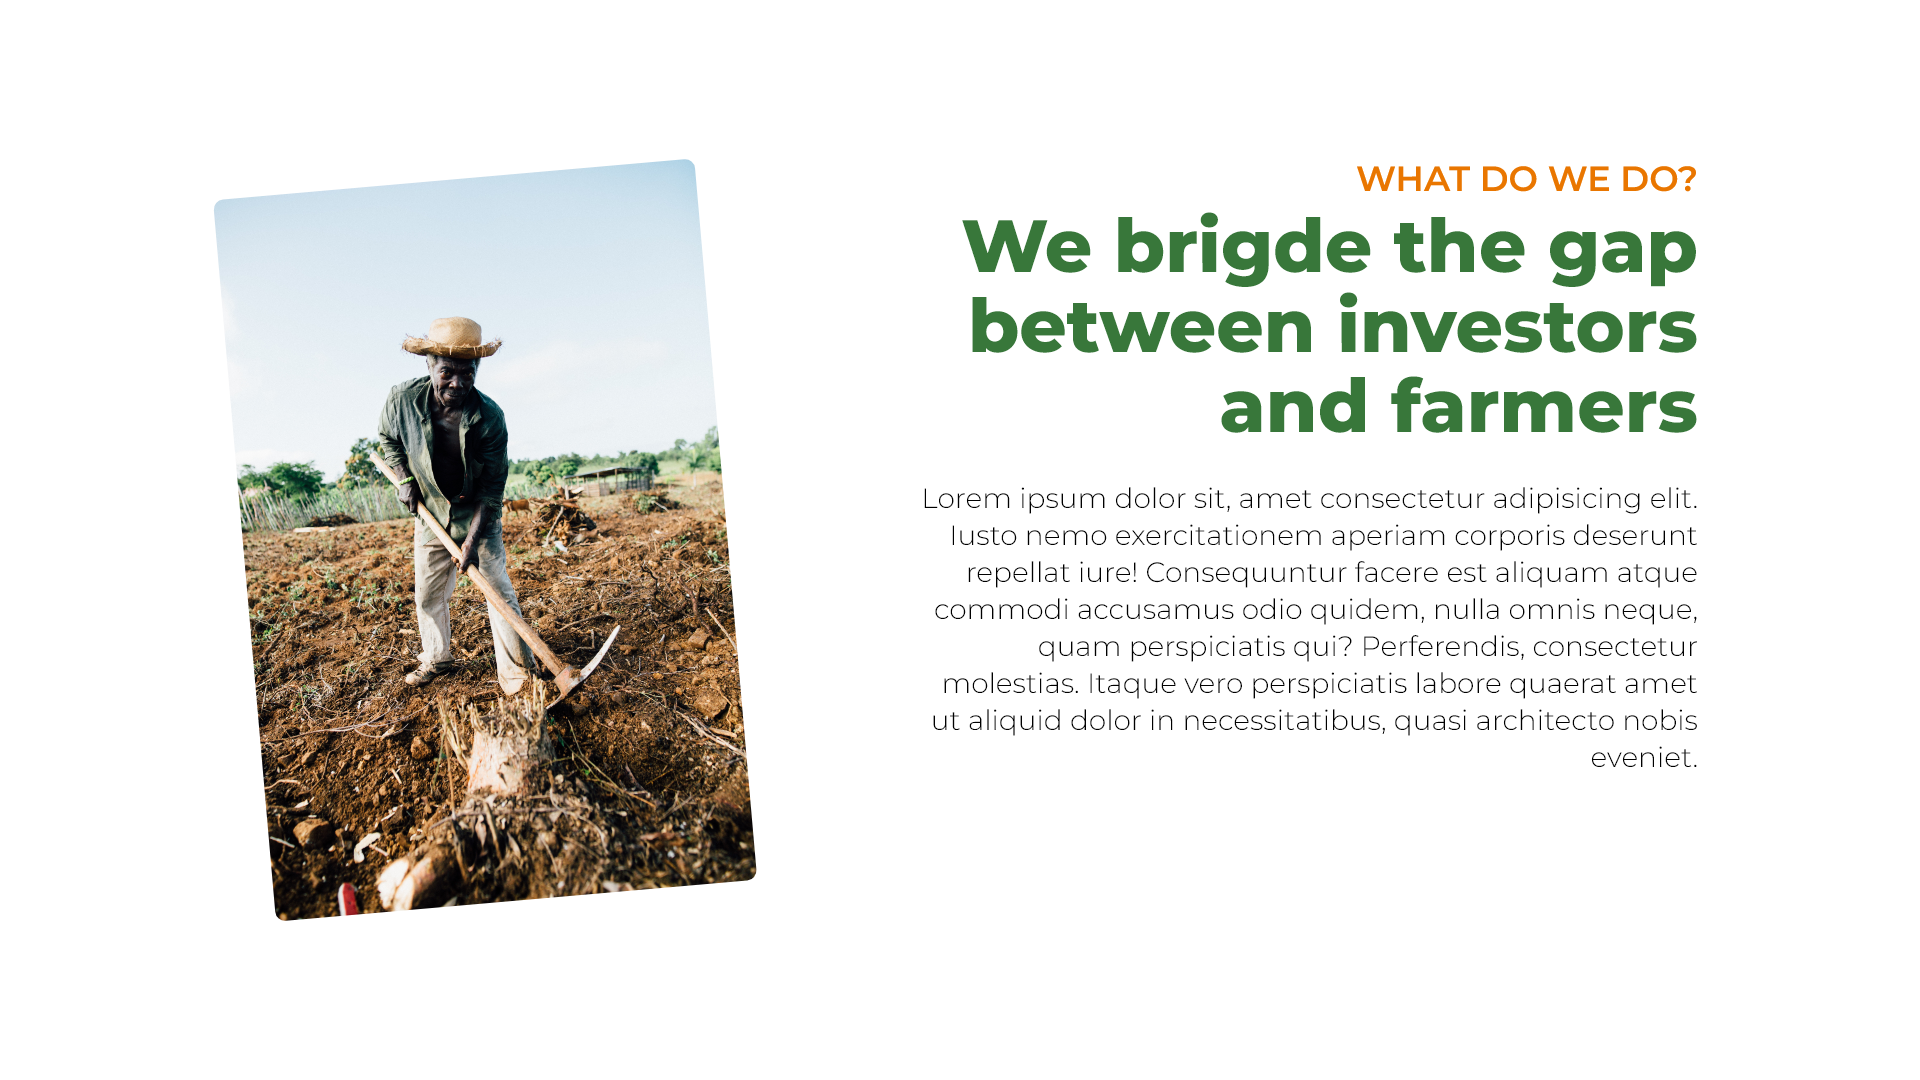 WHAT DO WE DO?
We brigde the gap
between investors
and farmers
Lorem ipsum dolor sit, amet consectetur adipisicing elit.
Iusto nemo exercitationem aperiam corporis deserunt
repellat iure! Consequuntur facere est aliquam atque
commodi accusamus odio quidem, nulla omnis neque,
quam perspiciatis qui? Perferendis, consectetur
molestias. Itaque vero perspiciatis labore quaerat amet
ut aliquid dolor in necessitatibus, quasi architecto nobis
eveniet.